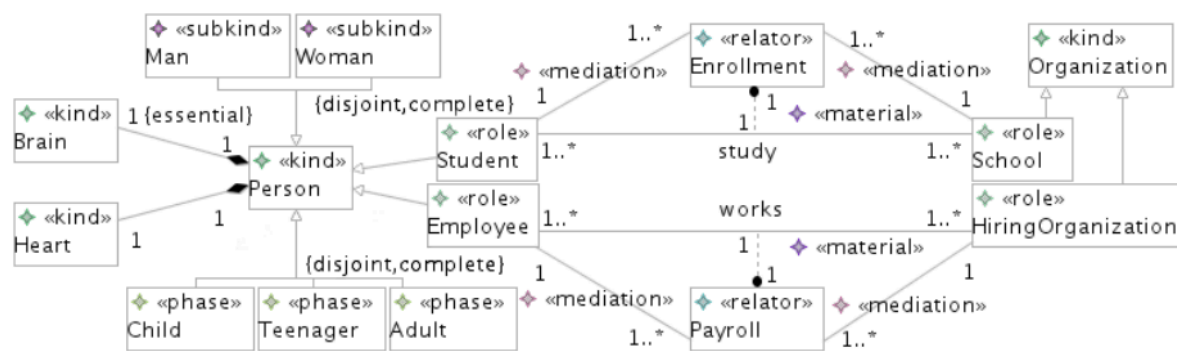 «subkind»
Man
«subkind»
Woman
{disjoint,complete}
«kind»
Brain
1 {essential}
1
«kind»
Heart
1
1
«kind»
Person
{disjoint,complete}
«phase»
Child
«phase»
Teenager
«phase»
Adult
«role»
Student
«role»
Employee
«relator»
Enrollment
1..*
1..*
«mediation»
«mediation»
1
1
1
1
«material»
1..*
1..*
study
«kind»
Organization
«role»
School
«role»
HiringOrganization
works
1..*
1..*
1
«material»
1
1
1
«mediation»
«mediation»
1..*
1..*
«relator»
Payroll